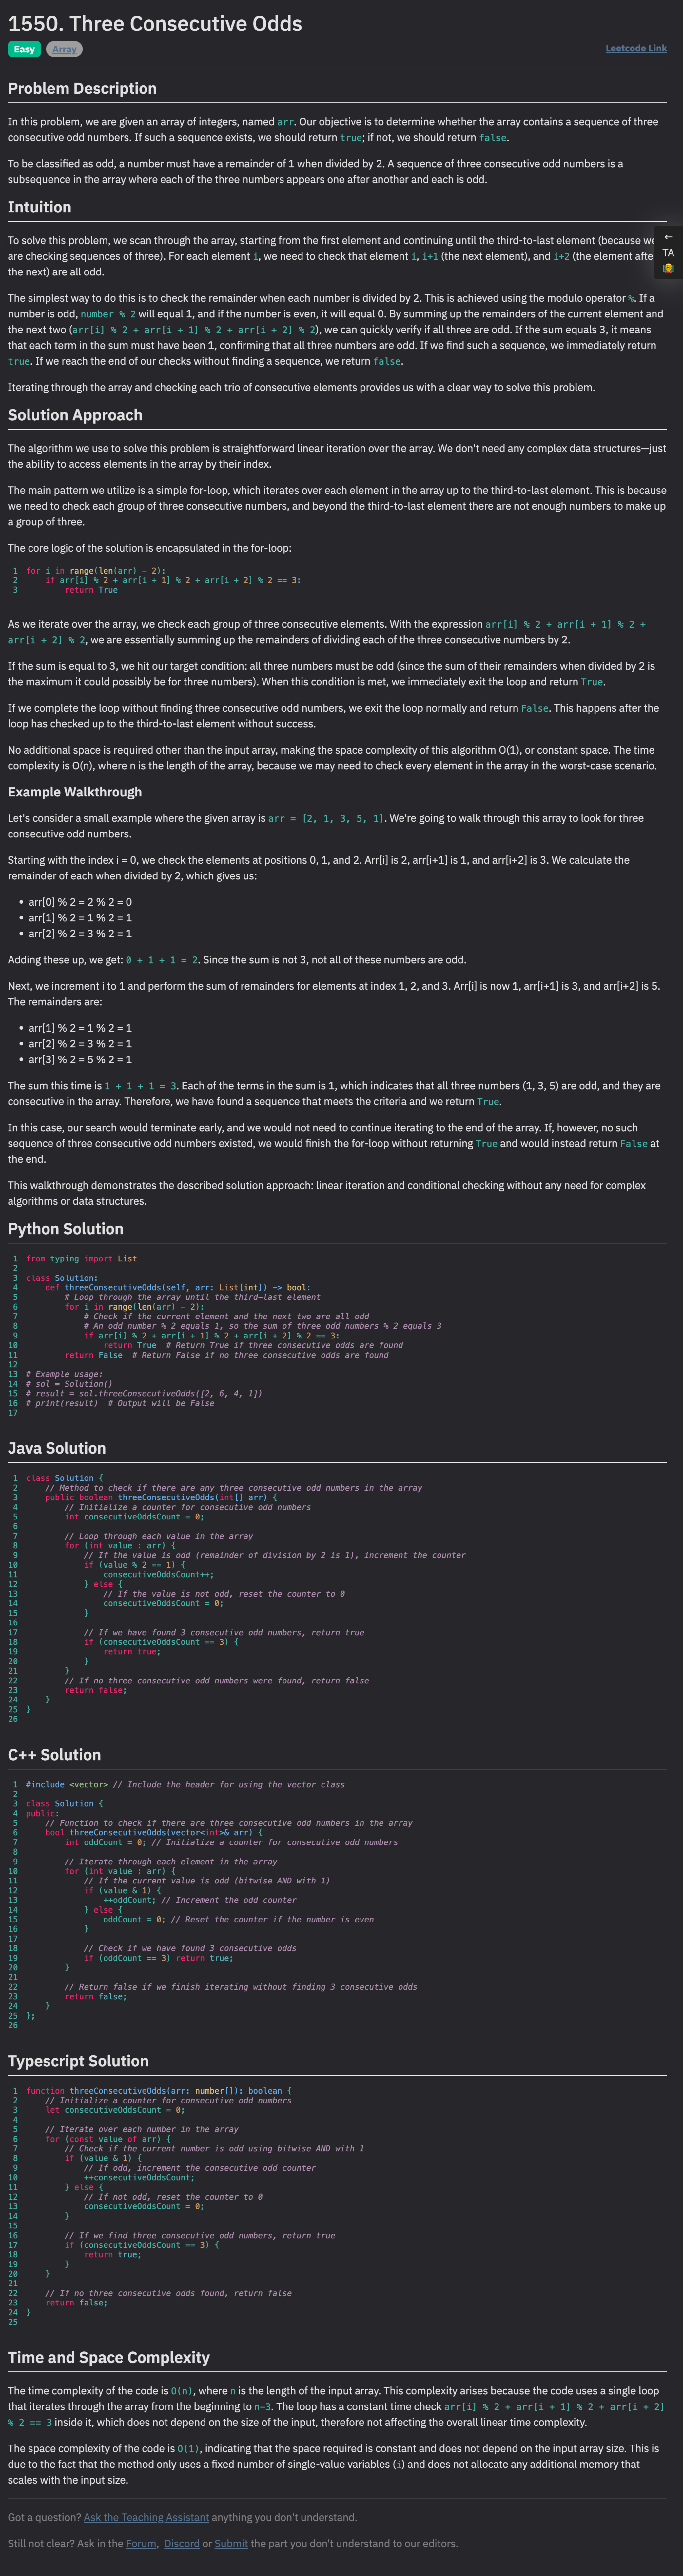 1550. Three Consecutive Odds
Easy Array Leetcode Link
Problem Description
In this problem, we are given an array of integers, named arr. Our objective is to determine whether the array contains a sequence of three
consecutive odd numbers. If such a sequence exists, we should return true; if not, we should return false.
To be classified as odd, a number must have a remainder of 1 when divided by 2. A sequence of three consecutive odd numbers is a
subsequence in the array where each of the three numbers appears one after another and each is odd.
Intuition
To solve this problem, we scan through the array, starting from the first element and continuing until the third-to-last element (because we
are checking sequences of three). For each element i, we need to check that element i, i+1 (the next element), and i+2 (the element after
the next) are all odd.
←
TA
The simplest way to do this is to check the remainder when each number is divided by 2. This is achieved using the modulo operator %. If a
number is odd, number % 2 will equal 1, and if the number is even, it will equal 0. By summing up the remainders of the current element and
the next two (arr[i] % 2 + arr[i + 1] % 2 + arr[i + 2] % 2), we can quickly verify if all three are odd. If the sum equals 3, it means
that each term in the sum must have been 1, confirming that all three numbers are odd. If we find such a sequence, we immediately return
true. If we reach the end of our checks without finding a sequence, we return false.
Iterating through the array and checking each trio of consecutive elements provides us with a clear way to solve this problem.
Solution Approach
The algorithm we use to solve this problem is straightforward linear iteration over the array. We don't need any complex data structures—just
the ability to access elements in the array by their index.
The main pattern we utilize is a simple for-loop, which iterates over each element in the array up to the third-to-last element. This is because
we need to check each group of three consecutive numbers, and beyond the third-to-last element there are not enough numbers to make up
a group of three.
The core logic of the solution is encapsulated in the for-loop:
1 for i in range(len(arr) - 2):
2     if arr[i] % 2 + arr[i + 1] % 2 + arr[i + 2] % 2 == 3:
3         return True
As we iterate over the array, we check each group of three consecutive elements. With the expression arr[i] % 2 + arr[i + 1] % 2 +
arr[i + 2] % 2, we are essentially summing up the remainders of dividing each of the three consecutive numbers by 2.
If the sum is equal to 3, we hit our target condition: all three numbers must be odd (since the sum of their remainders when divided by 2 is
the maximum it could possibly be for three numbers). When this condition is met, we immediately exit the loop and return True.
If we complete the loop without finding three consecutive odd numbers, we exit the loop normally and return False. This happens after the
loop has checked up to the third-to-last element without success.
No additional space is required other than the input array, making the space complexity of this algorithm O(1), or constant space. The time
complexity is O(n), where n is the length of the array, because we may need to check every element in the array in the worst-case scenario.
Example Walkthrough
Let's consider a small example where the given array is arr = [2, 1, 3, 5, 1]. We're going to walk through this array to look for three
consecutive odd numbers.
Starting with the index i = 0, we check the elements at positions 0, 1, and 2. Arr[i] is 2, arr[i+1] is 1, and arr[i+2] is 3. We calculate the
remainder of each when divided by 2, which gives us:
• arr[0] % 2 = 2 % 2 = 0
• arr[1] % 2 = 1 % 2 = 1
• arr[2] % 2 = 3 % 2 = 1
Adding these up, we get: 0 + 1 + 1 = 2. Since the sum is not 3, not all of these numbers are odd.
Next, we increment i to 1 and perform the sum of remainders for elements at index 1, 2, and 3. Arr[i] is now 1, arr[i+1] is 3, and arr[i+2] is 5.
The remainders are:
• arr[1] % 2 = 1 % 2 = 1
• arr[2] % 2 = 3 % 2 = 1
• arr[3] % 2 = 5 % 2 = 1
The sum this time is 1 + 1 + 1 = 3. Each of the terms in the sum is 1, which indicates that all three numbers (1, 3, 5) are odd, and they are
consecutive in the array. Therefore, we have found a sequence that meets the criteria and we return True.
In this case, our search would terminate early, and we would not need to continue iterating to the end of the array. If, however, no such
sequence of three consecutive odd numbers existed, we would finish the for-loop without returning True and would instead return False at
the end.
This walkthrough demonstrates the described solution approach: linear iteration and conditional checking without any need for complex
algorithms or data structures.
Python Solution
1 from typing import List
2
3 class Solution:
4     def threeConsecutiveOdds(self, arr: List[int]) -> bool:
5         # Loop through the array until the third-last element
6         for i in range(len(arr) - 2):
7             # Check if the current element and the next two are all odd
8             # An odd number % 2 equals 1, so the sum of three odd numbers % 2 equals 3
9             if arr[i] % 2 + arr[i + 1] % 2 + arr[i + 2] % 2 == 3:
10                 return True  # Return True if three consecutive odds are found
11         return False  # Return False if no three consecutive odds are found
12
13 # Example usage:
14 # sol = Solution()
15 # result = sol.threeConsecutiveOdds([2, 6, 4, 1])
16 # print(result)  # Output will be False
17
Java Solution
1 class Solution {
2     // Method to check if there are any three consecutive odd numbers in the array
3     public boolean threeConsecutiveOdds(int[] arr) {
4         // Initialize a counter for consecutive odd numbers
5         int consecutiveOddsCount = 0;
6
7         // Loop through each value in the array
8         for (int value : arr) {
9             // If the value is odd (remainder of division by 2 is 1), increment the counter
10             if (value % 2 == 1) {
11                 consecutiveOddsCount++;
12             } else {
13                 // If the value is not odd, reset the counter to 0
14                 consecutiveOddsCount = 0;
15             }
16
17             // If we have found 3 consecutive odd numbers, return true
18             if (consecutiveOddsCount == 3) {
19                 return true;
20             }
21         }
22         // If no three consecutive odd numbers were found, return false
23         return false;
24     }
25 }
26
C++ Solution
1 #include <vector> // Include the header for using the vector class
2
3 class Solution {
4 public:
5     // Function to check if there are three consecutive odd numbers in the array
6     bool threeConsecutiveOdds(vector<int>& arr) {
7         int oddCount = 0; // Initialize a counter for consecutive odd numbers
8
9         // Iterate through each element in the array
10         for (int value : arr) {
11             // If the current value is odd (bitwise AND with 1)
12             if (value & 1) {
13                 ++oddCount; // Increment the odd counter
14             } else {
15                 oddCount = 0; // Reset the counter if the number is even
16             }
17
18             // Check if we have found 3 consecutive odds
19             if (oddCount == 3) return true;
20         }
21
22         // Return false if we finish iterating without finding 3 consecutive odds
23         return false;
24     }
25 };
26
Typescript Solution
1 function threeConsecutiveOdds(arr: number[]): boolean {
2     // Initialize a counter for consecutive odd numbers
3     let consecutiveOddsCount = 0;
4
5     // Iterate over each number in the array
6     for (const value of arr) {
7         // Check if the current number is odd using bitwise AND with 1
8         if (value & 1) {
9             // If odd, increment the consecutive odd counter
10             ++consecutiveOddsCount;
11         } else {
12             // If not odd, reset the counter to 0
13             consecutiveOddsCount = 0;
14         }
15
16         // If we find three consecutive odd numbers, return true
17         if (consecutiveOddsCount === 3) {
18             return true;
19         }
20     }
21
22     // If no three consecutive odds found, return false
23     return false;
24 }
25
Time and Space Complexity
The time complexity of the code is O(n), where n is the length of the input array. This complexity arises because the code uses a single loop
that iterates through the array from the beginning to n-3. The loop has a constant time check arr[i] % 2 + arr[i + 1] % 2 + arr[i + 2]
% 2 == 3 inside it, which does not depend on the size of the input, therefore not affecting the overall linear time complexity.
The space complexity of the code is O(1), indicating that the space required is constant and does not depend on the input array size. This is
due to the fact that the method only uses a fixed number of single-value variables (i) and does not allocate any additional memory that
scales with the input size.
Got a question? Ask the Teaching Assistant anything you don't understand.
Still not clear? Ask in the Forum, Discord or Submit the part you don't understand to our editors.